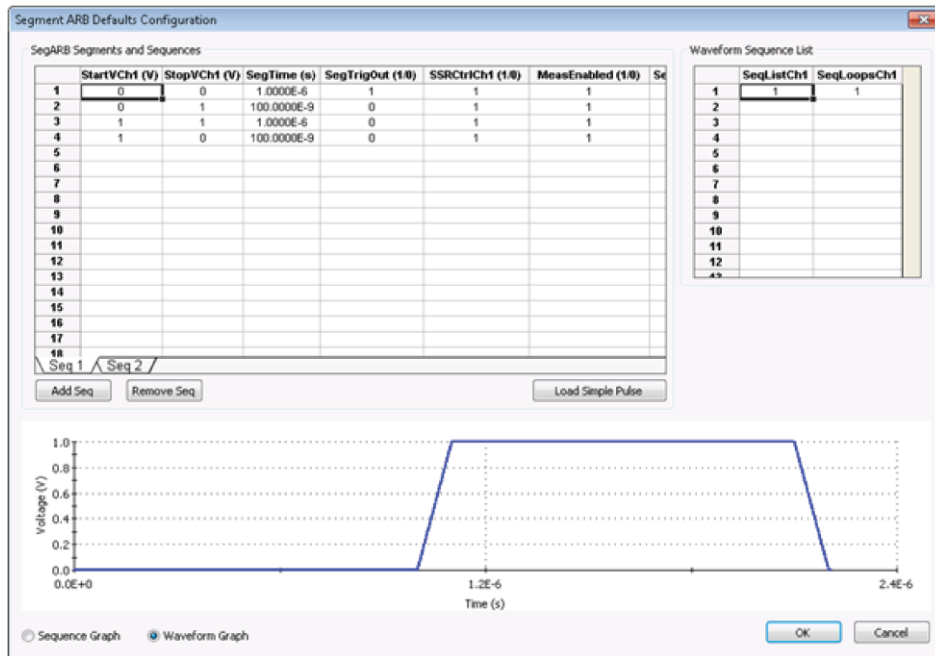 Segment ARB Defaults Configuration
SegARB Segments and Sequences
StartVCh1 (V) StopVCh1 (V) SegTime (s) SegTrigOut (1/0) SSRCtrlCh1 (1/0) MeasEnabled (1/0) Se
1 0 0 1.0000E-6 1 1 1
2 0 1 100.0000E-9 0 1 1
3 1 1 1.0000E-6 0 1 1
4 1 0 100.0000E-9 0 1 1
5
6
7
8
9
10
11
12
13
14
15
16
17
18
Seq 1 Seq 2
Add Seq Remove Seq Load Simple Pulse
Waveform Sequence List
SeqListCh1 SeqLoopsCh1
1 1 1
2
3
4
5
6
7
8
9
10
11
12
13
Voltage (V)
1.0
0.8
0.6
0.4
0.2
0.0
0.0E+0 1.2E-6 2.4E-6
Time (s)
Sequence Graph Waveform Graph OK Cancel